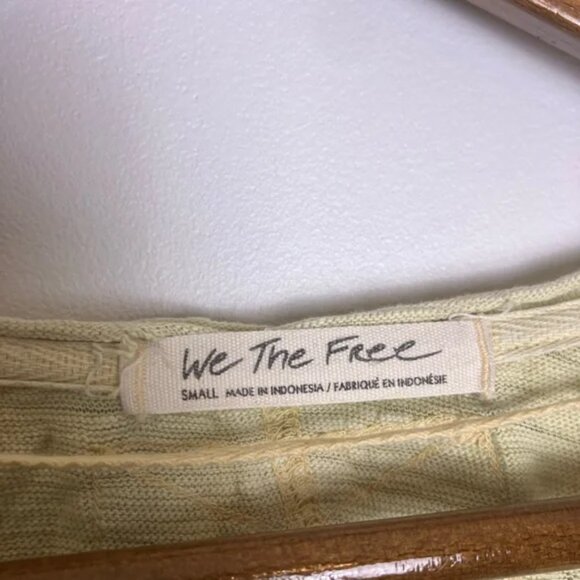 We The Free
SMALL MADE IN INDONESIA / FABRIQUÉ EN INDONÉSIE